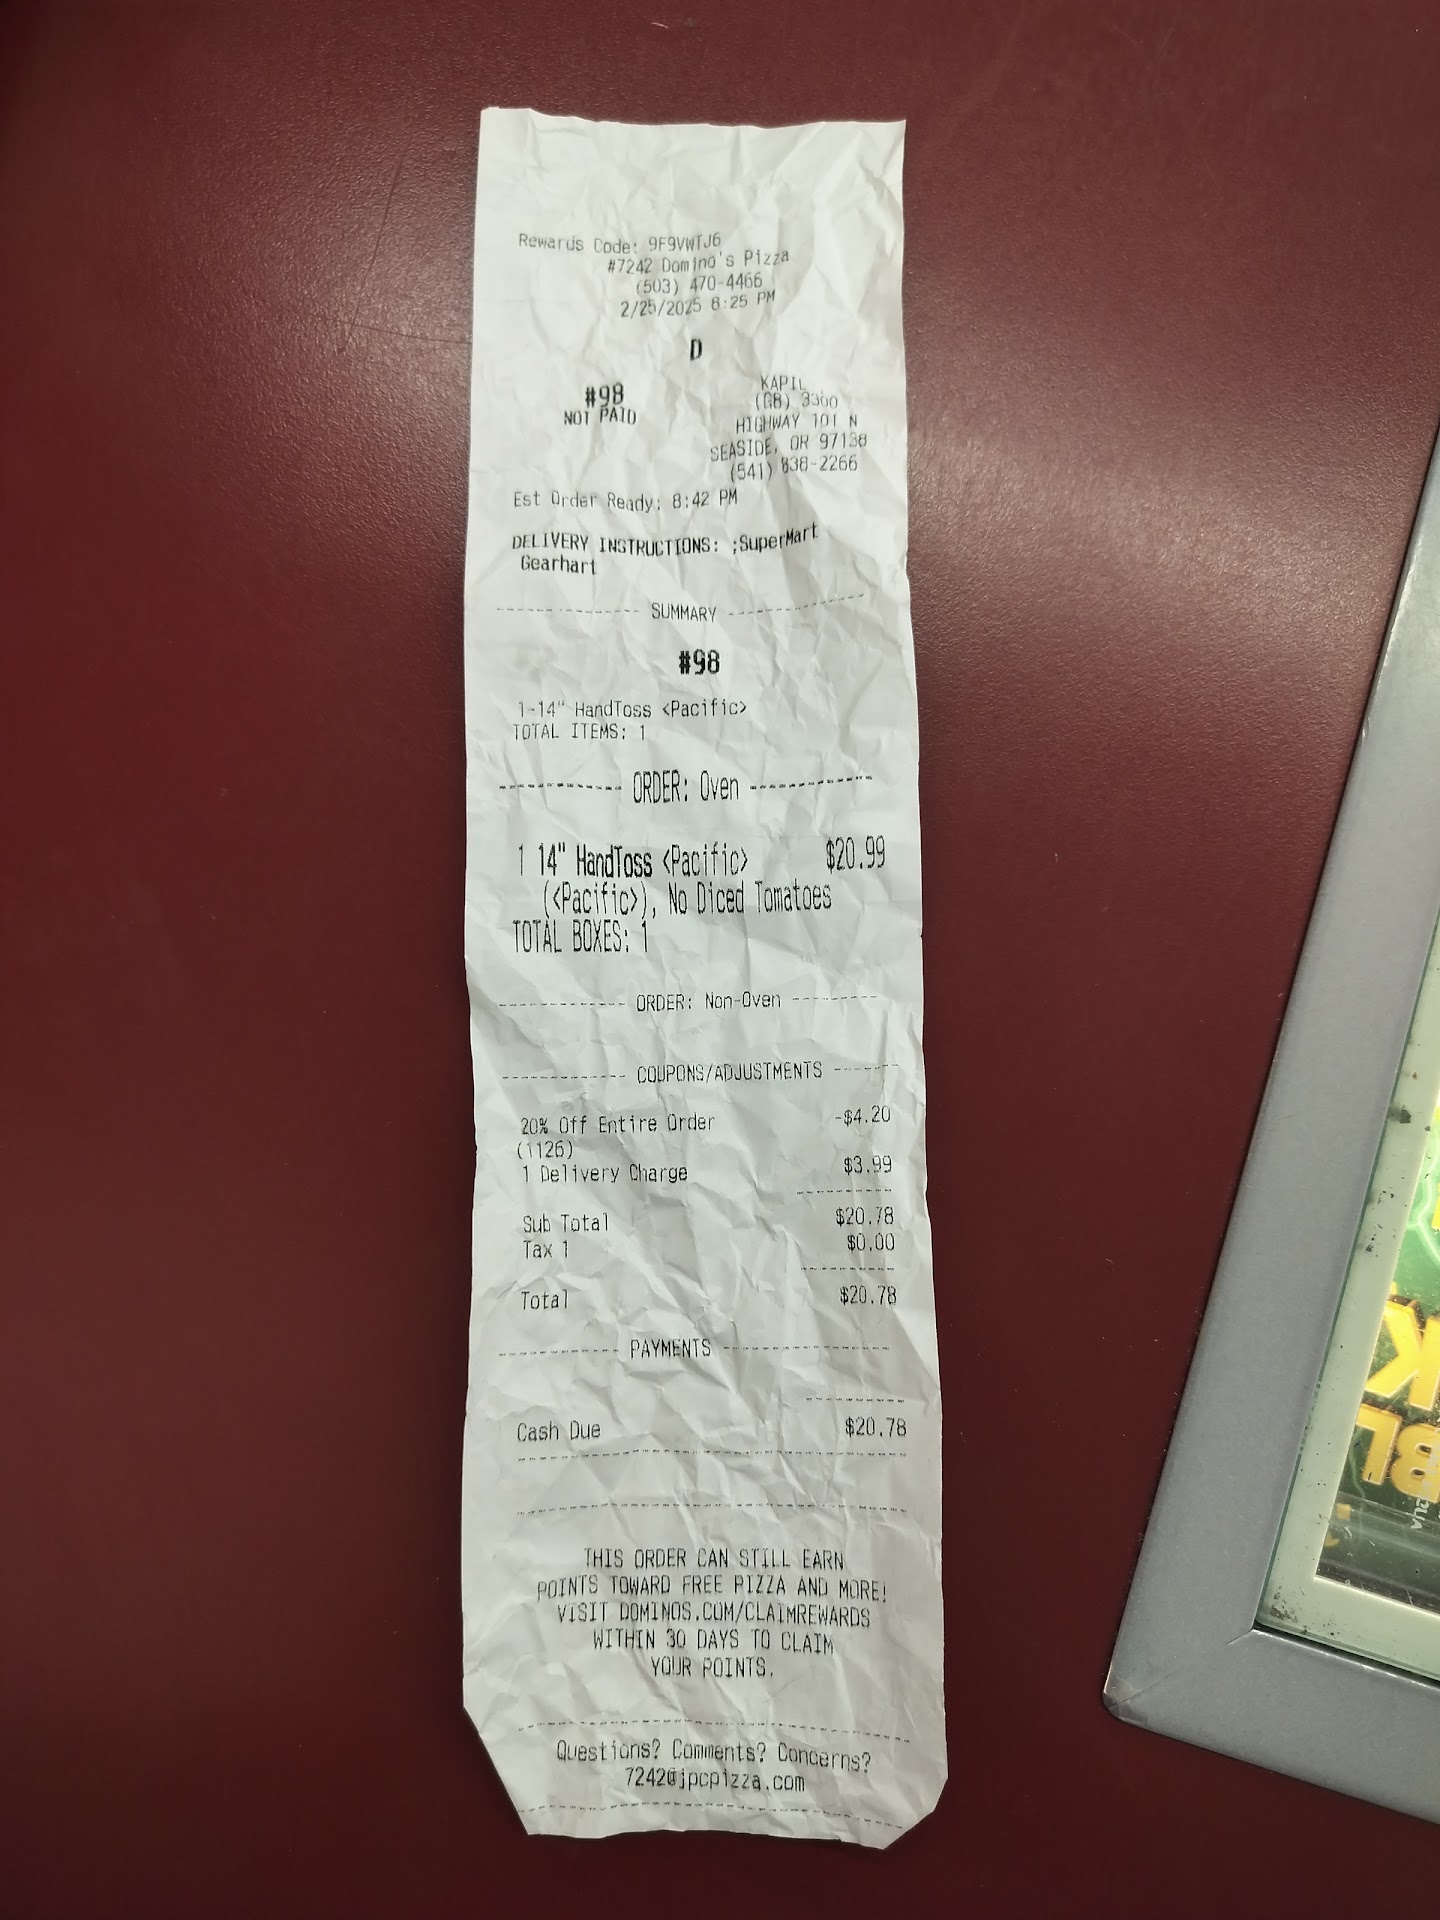 Rewards Code: 9F9VWTJ6
#7242 Domino's Pizza
(503) 470-4466
2/25/2025 8:25 PM
D
#98
NOT PAID
KAPIL
(GB) 3360
HIGHWAY 101 N
SEASIDE, OR 97138
(541) 838-2266
Est Order Ready: 8:42 PM
DELIVERY INSTRUCTIONS: ;SuperMart
Gearhart
SUMMARY
#98
1-14" HandToss <Pacific>
TOTAL ITEMS: 1
ORDER: Oven
1 14" HandToss <Pacific> $20.99
(<Pacific>), No Diced Tomatoes
TOTAL BOXES: 1
ORDER: Non-Oven
COUPONS/ADJUSTMENTS
20% Off Entire Order -$4.20
(1126)
1 Delivery Charge $3.99
Sub Total $20.78
Tax 1 $0.00
Total $20.78
PAYMENTS
Cash Due $20.78
THIS ORDER CAN STILL EARN
POINTS TOWARD FREE PIZZA AND MORE!
VISIT DOMINOS.COM/CLAIMREWARDS
WITHIN 30 DAYS TO CLAIM
YOUR POINTS.
Questions? Comments? Concerns?
7242@jpcpizza.com